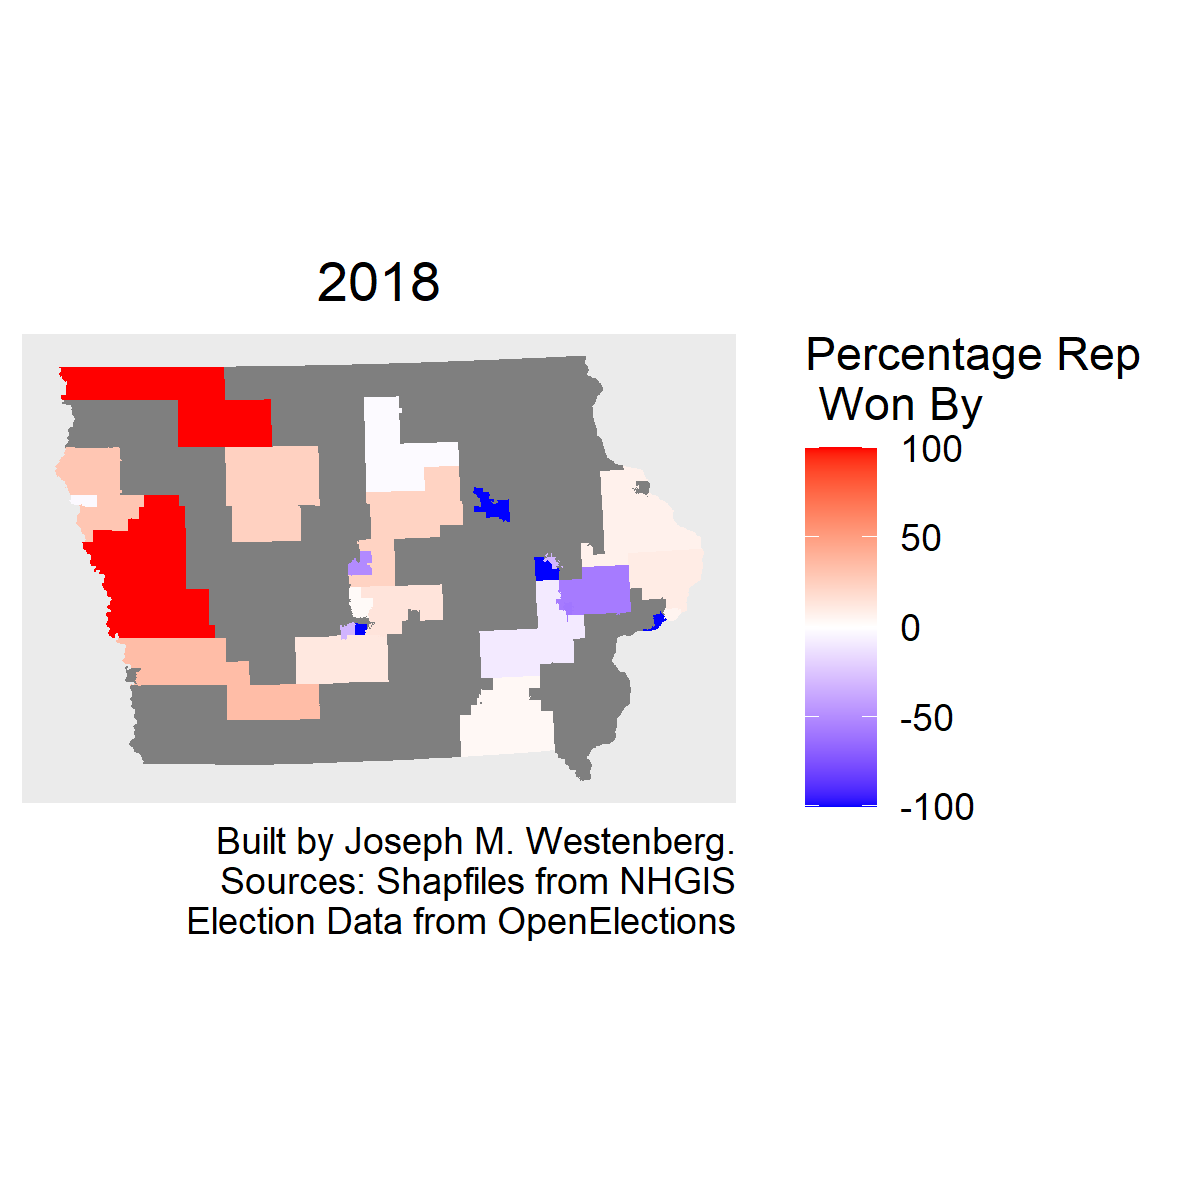 2018
Percentage Rep
Won By
100
50
0
-50
-100
Built by Joseph M. Westenberg.
Sources: Shapfiles from NHGIS
Election Data from OpenElections